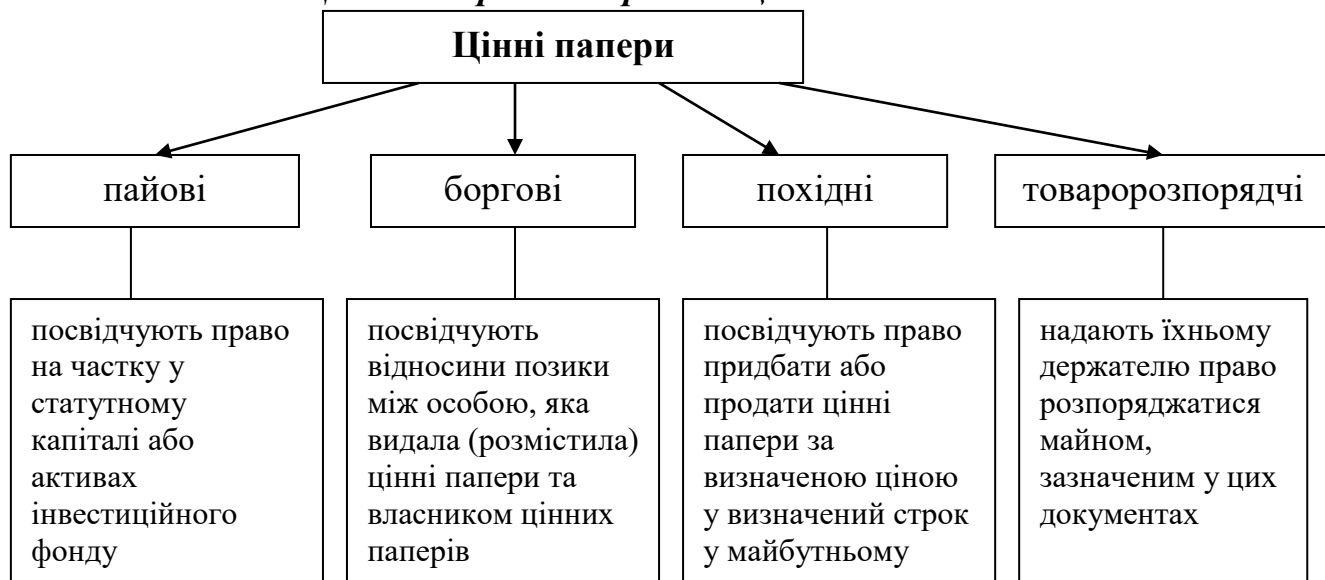 Цінні папери
пайові
боргові
похідні
товаророзпорядчі
посвідчують право
на частку у
статутному
капіталі або
активах
інвестиційного
фонду
посвідчують
відносини позики
між особою, яка
видала (розмістила)
цінні папери та
власником цінних
паперів
посвідчують право
придбати або
продати цінні
папери за
визначеною ціною
у визначений строк
у майбутньому
надають їхньому
держателю право
розпоряджатися
майном,
зазначеним у цих
документах